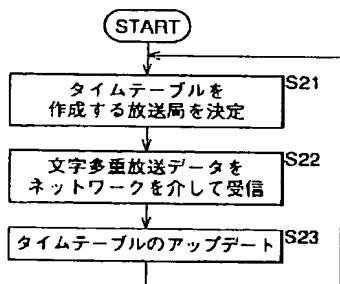 START
タイムテーブルを
作成する放送局を決定
S21
文字多重放送データを
ネットワークを介して受信
S22
タイムテーブルのアップデート
S23